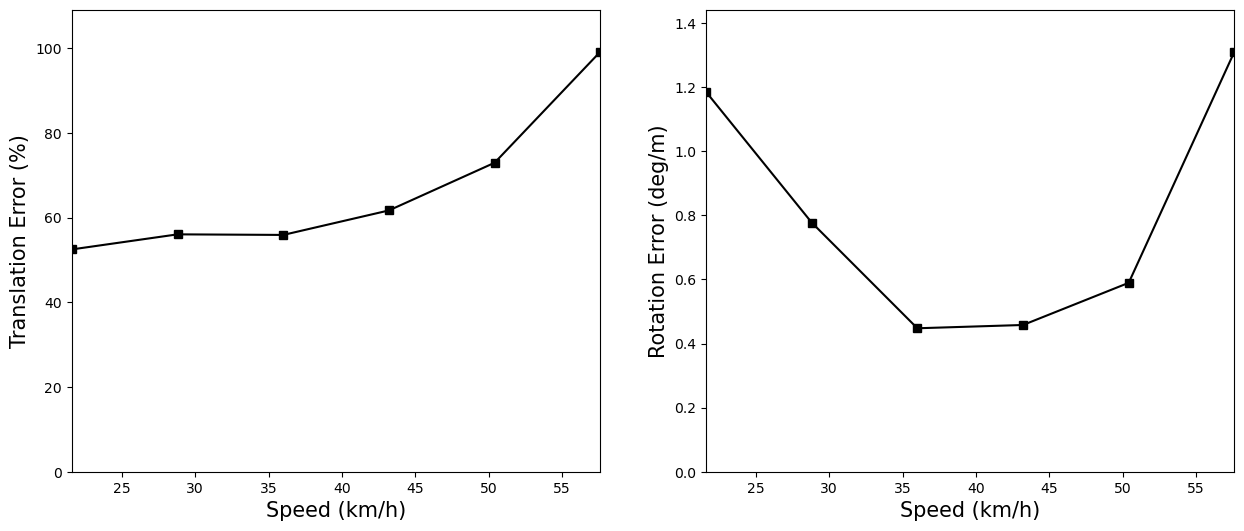 Translation Error (%)
100
80
60
40
20
0
25 30 35 40 45 50 55
Speed (km/h)
Rotation Error (deg/m)
1.4
1.2
1.0
0.8
0.6
0.4
0.2
0.0
25 30 35 40 45 50 55
Speed (km/h)